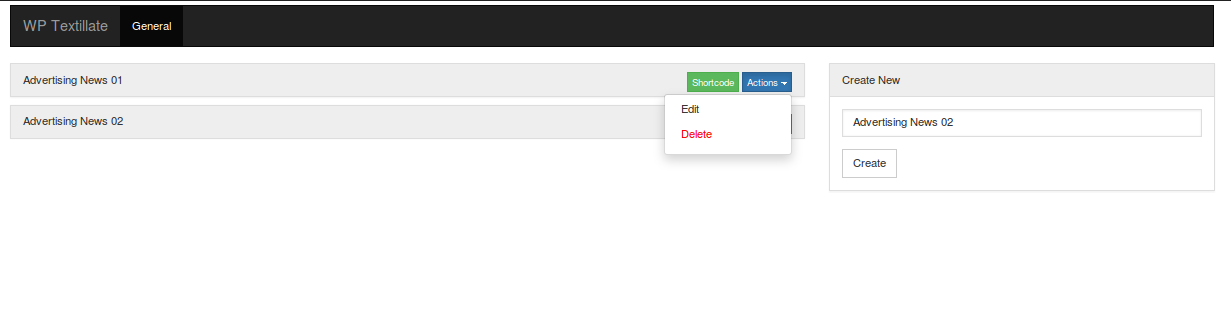 WP Textillate General
Advertising News 01 Shortcode Actions
Edit
Delete
Advertising News 02
Create New
Advertising News 02
Create